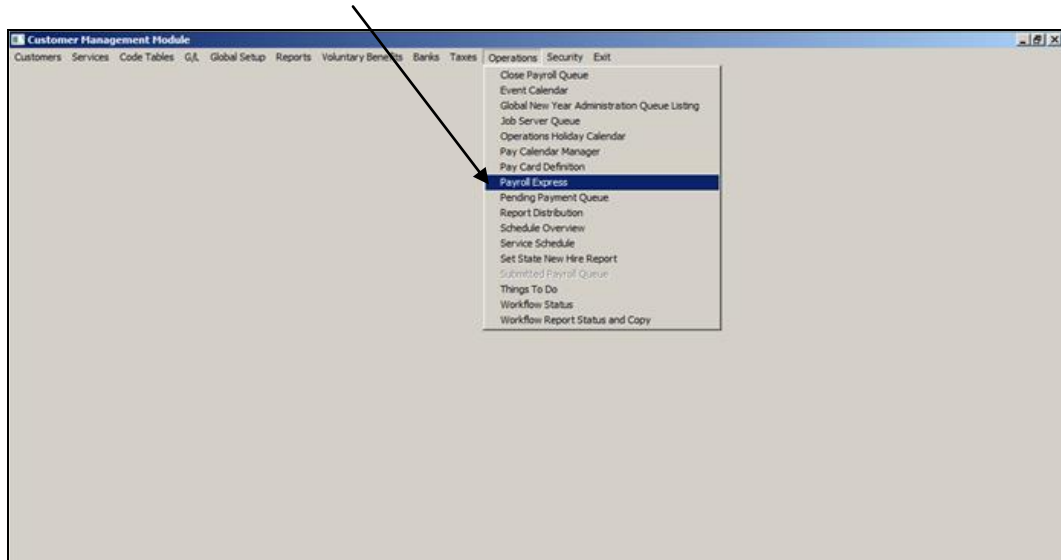 Customer Management Module
Customers Services Code Tables G/L Global Setup Reports Voluntary Benefits Banks Taxes Operations Security Exit
Close Payroll Queue
Event Calendar
Global New Year Administration Queue Listing
Job Server Queue
Operations Holiday Calendar
Pay Calendar Manager
Pay Card Definition
Payroll Express
Pending Payment Queue
Report Distribution
Schedule Overview
Service Schedule
Set State New Hire Report
Submitted Payroll Queue
Things To Do
Workflow Status
Workflow Report Status and Copy